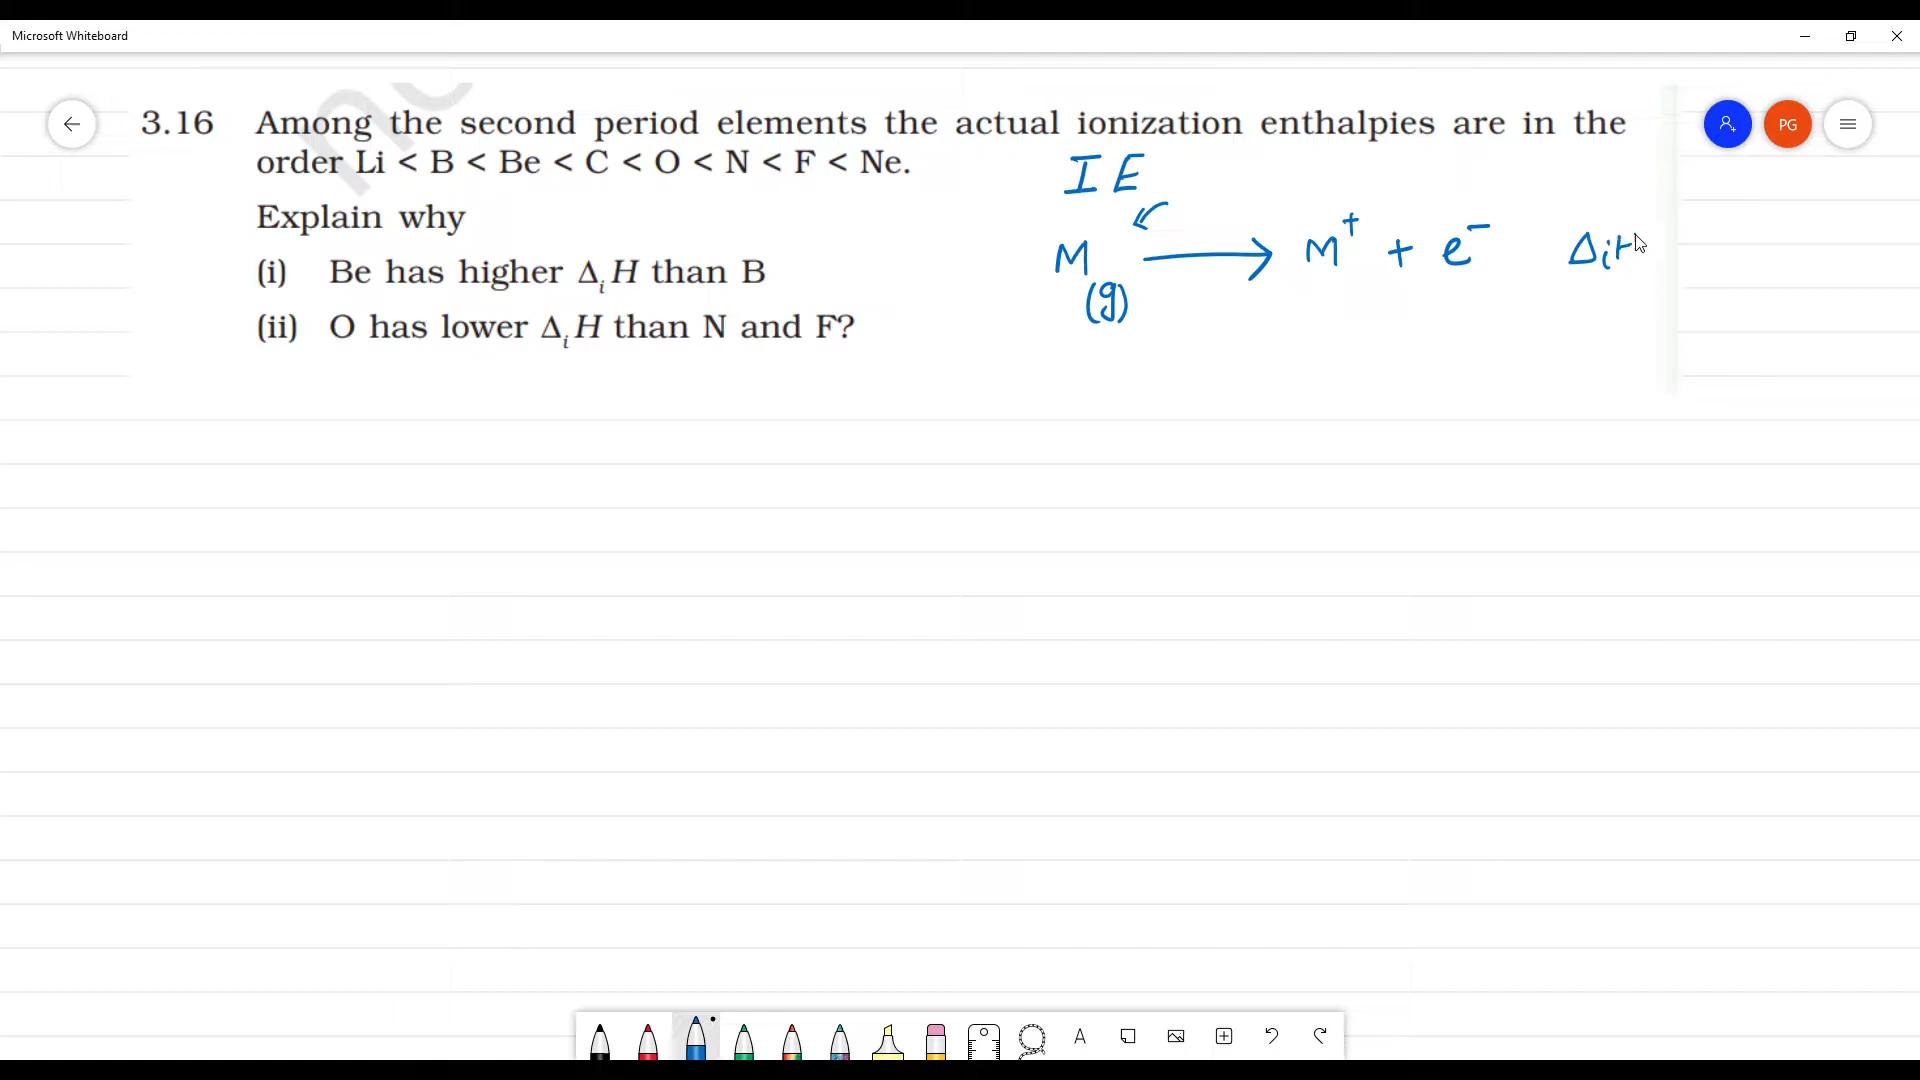 Microsoft Whiteboard
3.16 Among the second period elements the actual ionization enthalpies are in the
order Li < B < Be < C < O < N < F < Ne.
IE
Explain why
M(g) ⟶ M⁺ + e⁻ ΔᵢH
(i) Be has higher ΔᵢH than B
(ii) O has lower ΔᵢH than N and F?
PG
A